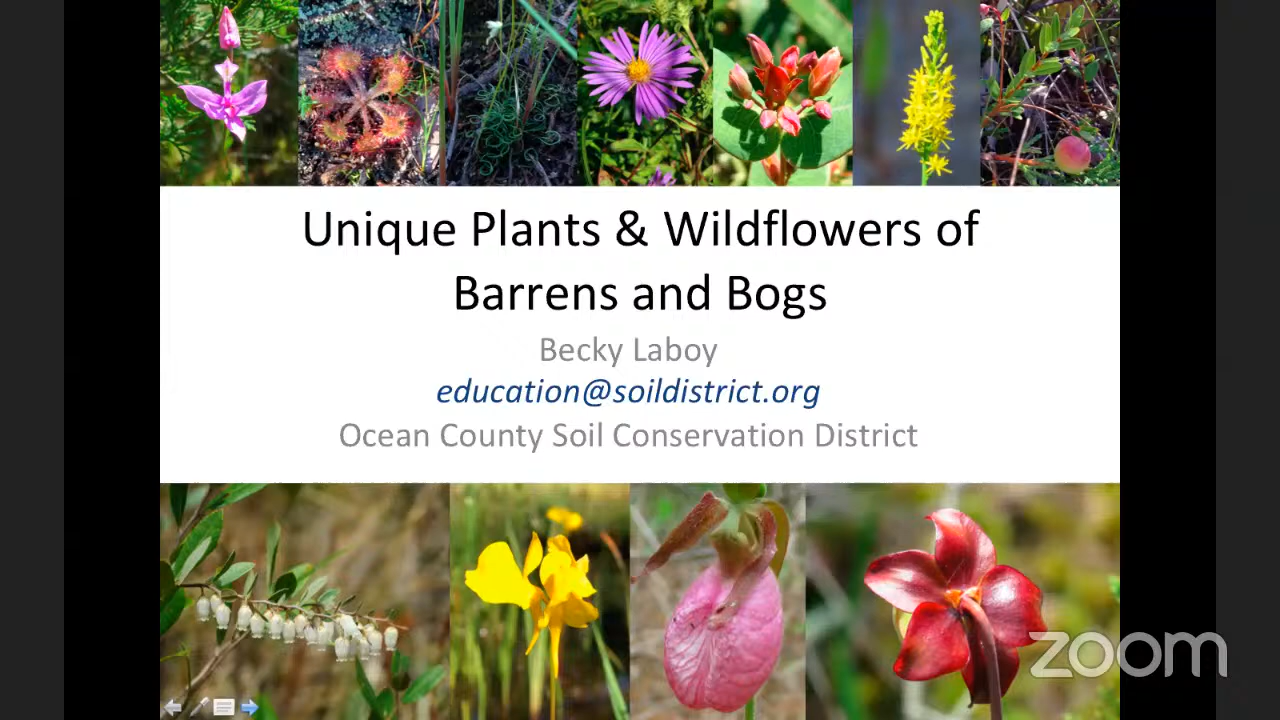 Unique Plants & Wildflowers of
Barrens and Bogs
Becky Laboy
education@soildistrict.org
Ocean County Soil Conservation District
zoom